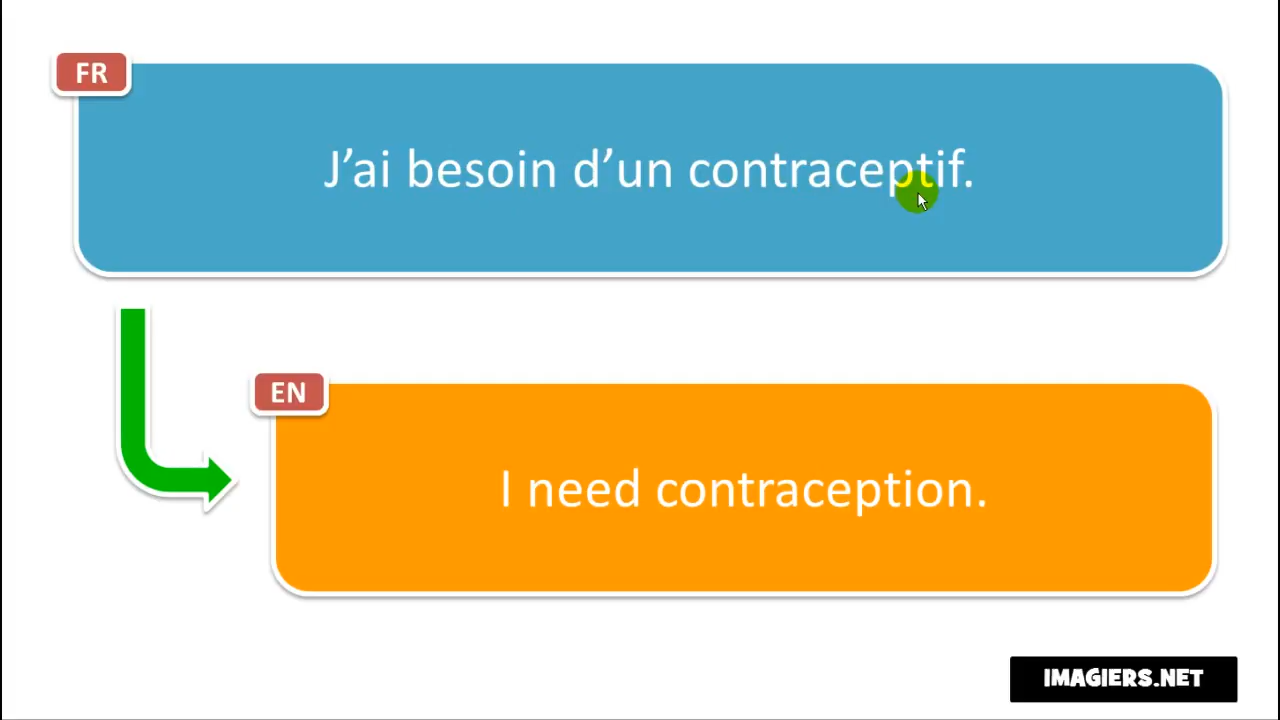 FR
J’ai besoin d’un contraceptif.
EN
I need contraception.
IMAGIERS.NET